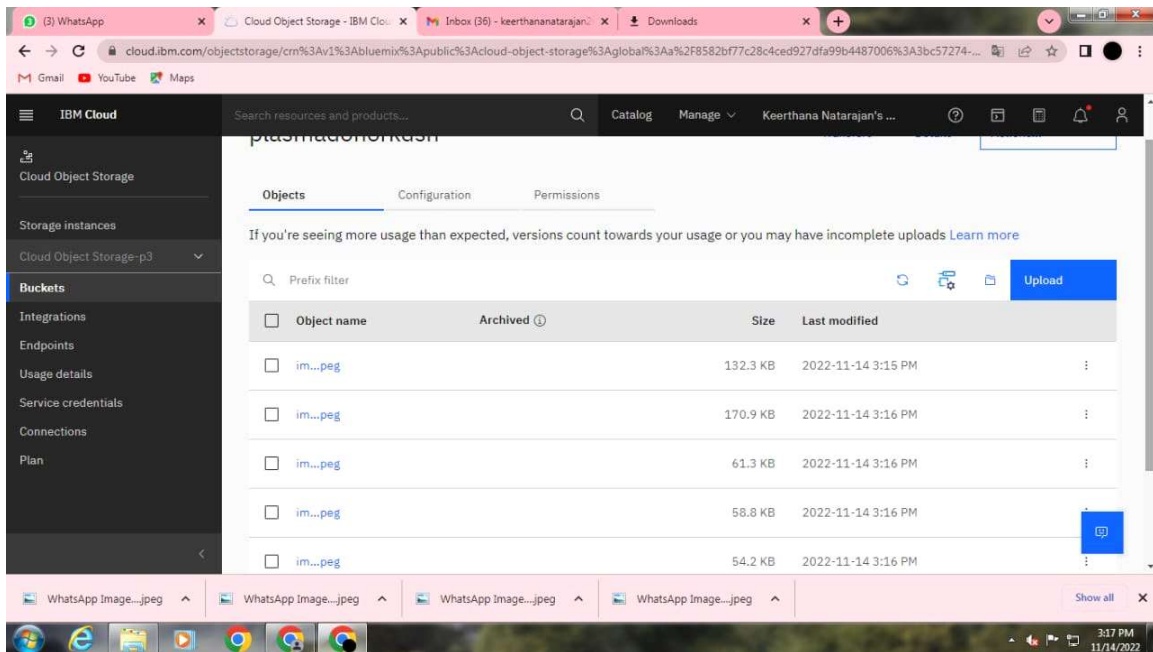 (3) WhatsApp
Cloud Object Storage - IBM Clou
Inbox (36) - keerthananatarajan2
Downloads
cloud.ibm.com/objectstorage/crn%3Av1%3Abluemix%3Apublic%3Acloud-object-storage%3Aglobal%3Aa%2F8582bf77c28c4ced927dfa99b4487006%3A3bc57274-...
Gmail YouTube Maps
IBM Cloud Search resources and products... Catalog Manage Keerthana Natarajan's ...
Cloud Object Storage
Storage instances
Cloud Object Storage-p3
Buckets
Integrations
Endpoints
Usage details
Service credentials
Connections
Plan
Objects Configuration Permissions
If you're seeing more usage than expected, versions count towards your usage or you may have incomplete uploads Learn more
Prefix filter Upload
Object name Archived Size Last modified
im...peg 132.3 KB 2022-11-14 3:15 PM
im...peg 170.9 KB 2022-11-14 3:16 PM
im...peg 61.3 KB 2022-11-14 3:16 PM
im...peg 58.8 KB 2022-11-14 3:16 PM
im...peg 54.2 KB 2022-11-14 3:16 PM
WhatsApp Image....jpeg WhatsApp Image....jpeg WhatsApp Image....jpeg WhatsApp Image....jpeg Show all
3:17 PM
11/14/2022